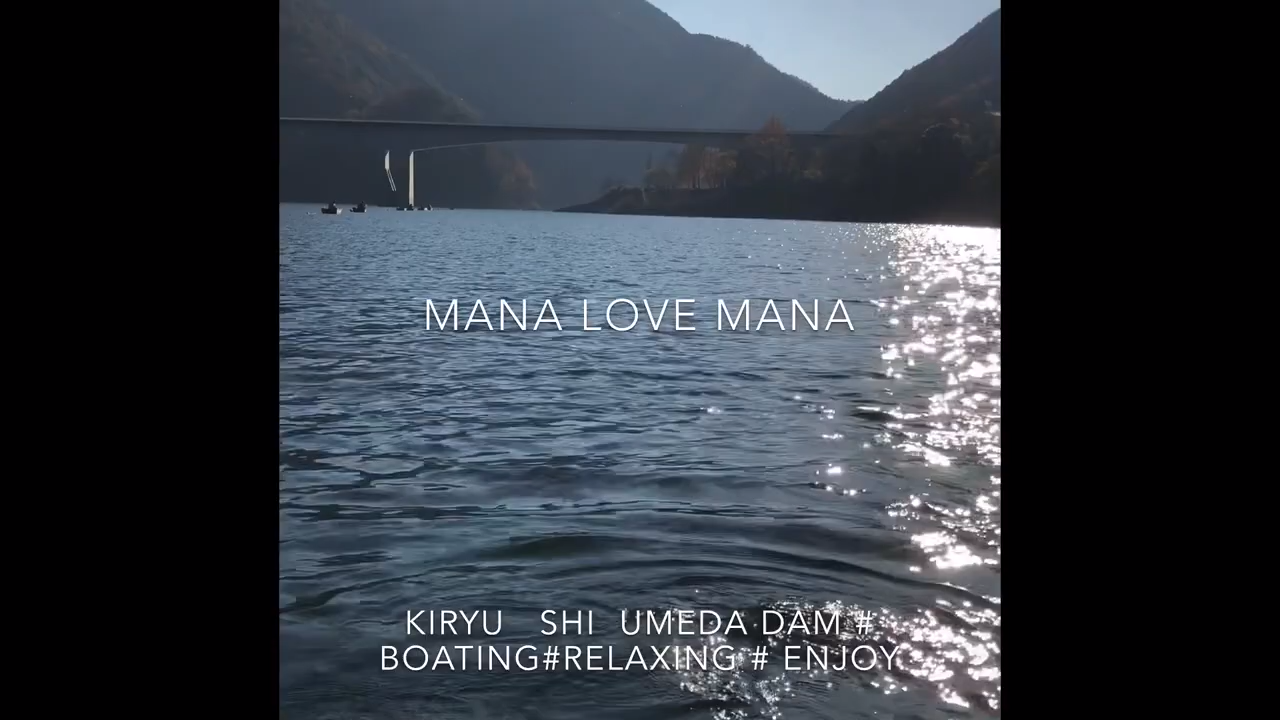 MANA LOVE MANA
KIRYU SHI UMEDA DAM #
BOATING#RELAXING # ENJOY